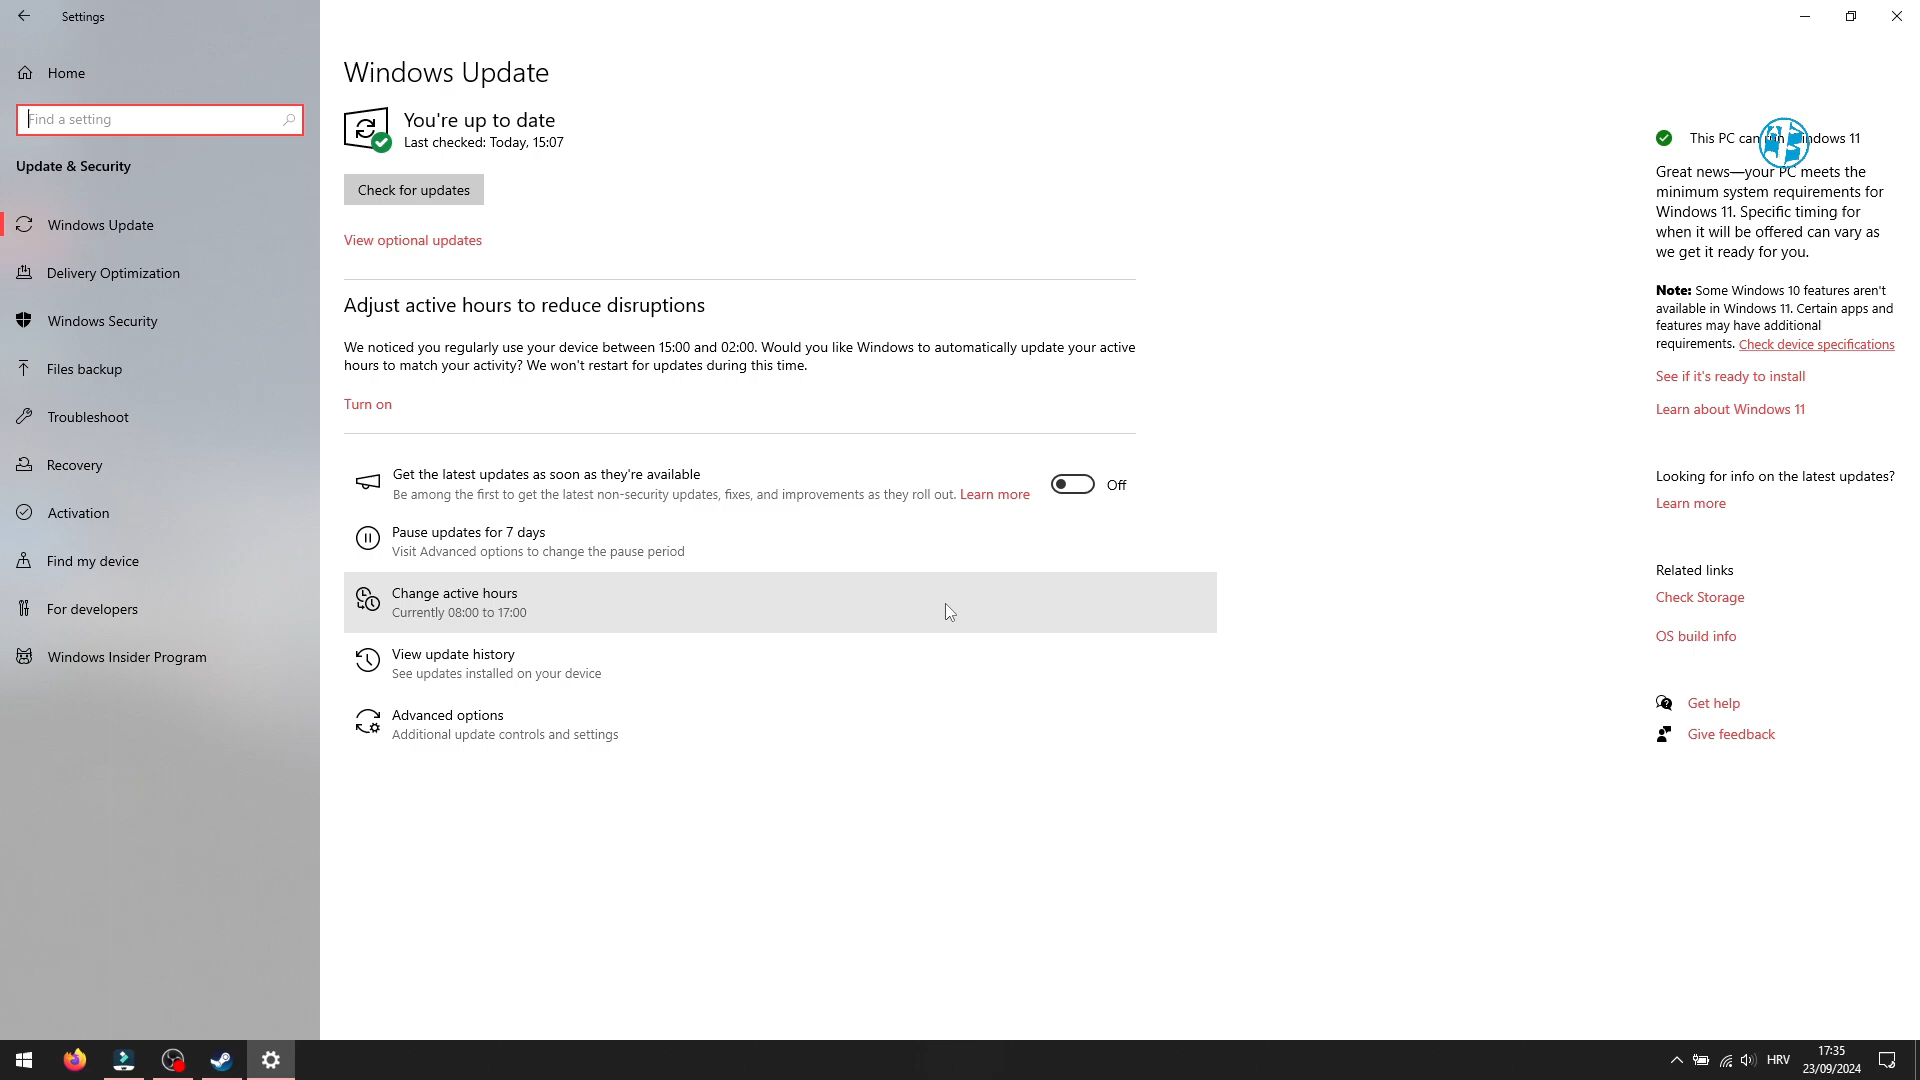 Settings
Home
Find a setting
Update & Security
Windows Update
Delivery Optimization
Windows Security
Files backup
Troubleshoot
Recovery
Activation
Find my device
For developers
Windows Insider Program
Windows Update
You're up to date
Last checked: Today, 15:07
Check for updates
View optional updates
Adjust active hours to reduce disruptions
We noticed you regularly use your device between 15:00 and 02:00. Would you like Windows to automatically update your active
hours to match your activity? We won't restart for updates during this time.
Turn on
Get the latest updates as soon as they're available
Be among the first to get the latest non-security updates, fixes, and improvements as they roll out. Learn more
Off
Pause updates for 7 days
Visit Advanced options to change the pause period
Change active hours
Currently 08:00 to 17:00
View update history
See updates installed on your device
Advanced options
Additional update controls and settings
This PC can run Windows 11
Great news—your PC meets the
minimum system requirements for
Windows 11. Specific timing for
when it will be offered can vary as
we get it ready for you.
Note: Some Windows 10 features aren't
available in Windows 11. Certain apps and
features may have additional
requirements. Check device specifications
See if it's ready to install
Learn about Windows 11
Looking for info on the latest updates?
Learn more
Related links
Check Storage
OS build info
Get help
Give feedback
HRV
17:35
23/09/2024